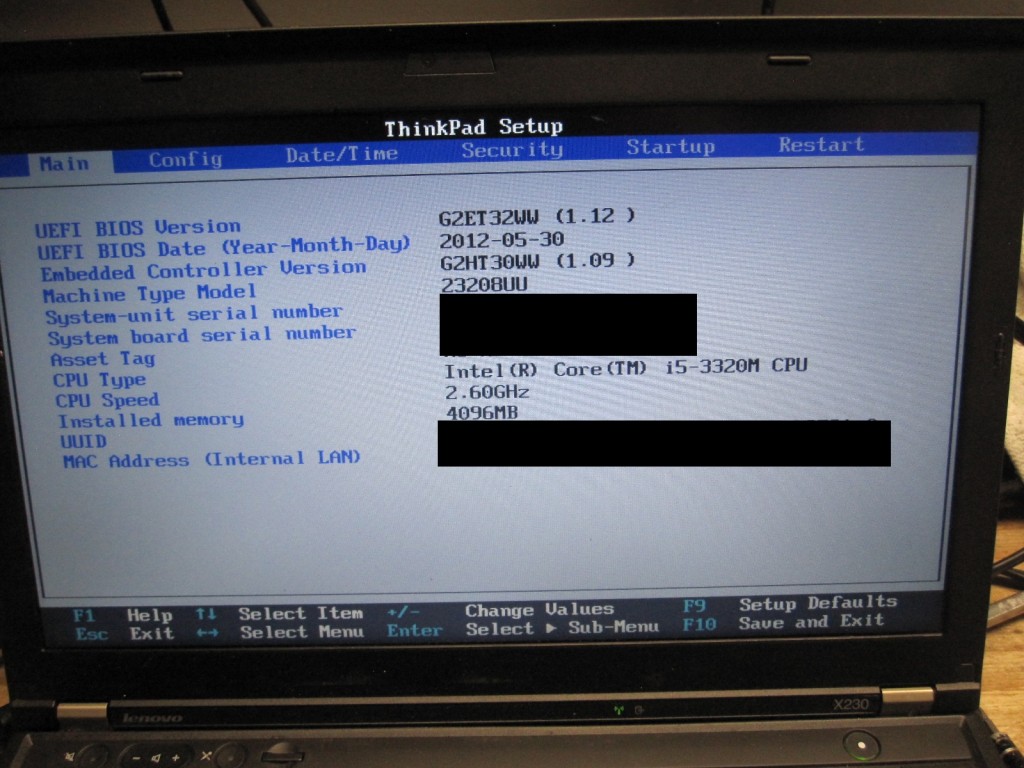 ThinkPad Setup
Main Config Date/Time Security Startup Restart
UEFI BIOS Version G2ET32WW (1.12 )
UEFI BIOS Date (Year-Month-Day) 2012-05-30
Embedded Controller Version G2HT30WW (1.09 )
Machine Type Model 23208UU
System-unit serial number
System board serial number
Asset Tag
CPU Type Intel(R) Core(TM) i5-3320M CPU
CPU Speed 2.60GHz
Installed memory 4096MB
UUID
MAC Address (Internal LAN)
F1 Help ↑↓ Select Item +/- Change Values F9 Setup Defaults
Esc Exit ←→ Select Menu Enter Select ▶ Sub-Menu F10 Save and Exit
lenovo X230